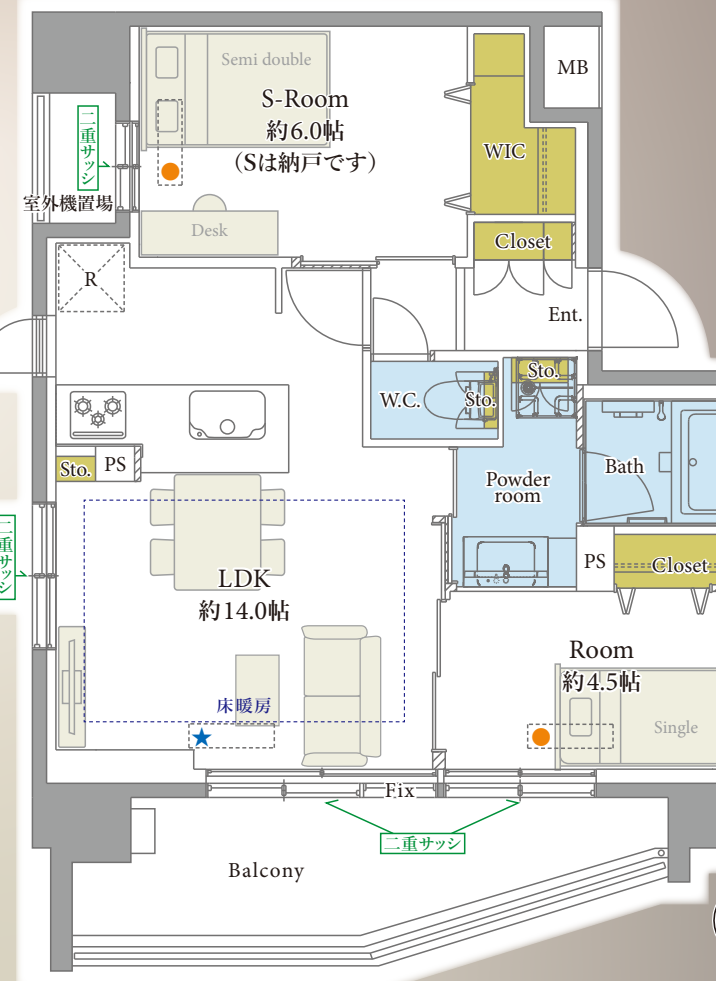 Semi double
S-Room
約6.0帖
（Sは納戸です）
MB
WIC
二重サッシ
室外機置場
Desk
Closet
R
Ent.
W.C.
Sto.
Sto.
Sto.
PS
Powder
room
Bath
二重サッシ
LDK
約14.0帖
PS
Closet
Room
約4.5帖
床暖房
Single
Fix
二重サッシ
Balcony